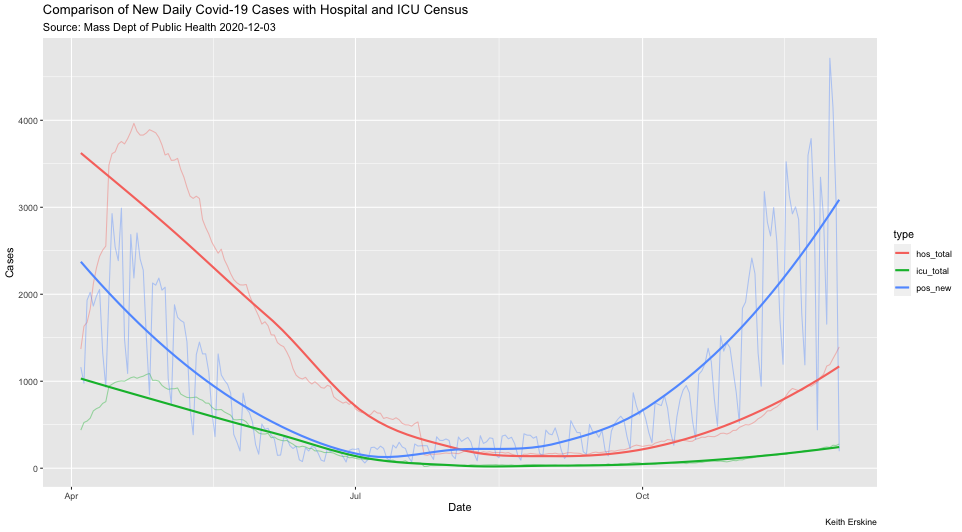 Comparison of New Daily Covid-19 Cases with Hospital and ICU Census
Source: Mass Dept of Public Health 2020-12-03
4000
3000
2000
1000
0
Cases
Apr
Jul
Oct
Date
type
hos_total
icu_total
pos_new
Keith Erskine